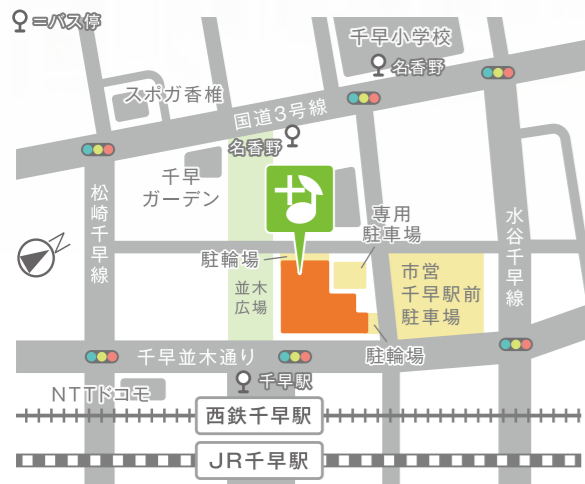 =バス停
千早小学校
名香野
スポガ香椎
国道3号線
名香野
千早
ガーデン
松崎千早線
専用
駐車場
水谷千早線
N
駐輪場
並木
広場
市営
千早駅前
駐車場
駐輪場
千早並木通り
千早駅
NTTドコモ
西鉄千早駅
JR千早駅